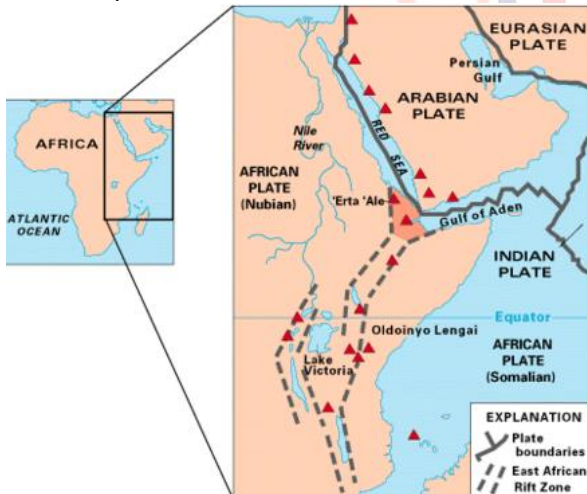 AFRICA
ATLANTIC
OCEAN
EURASIAN
PLATE
Persian
Gulf
ARABIAN
PLATE
Nile
River
RED SEA
AFRICAN
PLATE
(Nubian)
'Erta 'Ale
Gulf of Aden
INDIAN
PLATE
Equator
Oldoinyo Lengai
Lake
Victoria
AFRICAN
PLATE
(Somalian)
EXPLANATION
Plate
boundaries
East African
Rift Zone